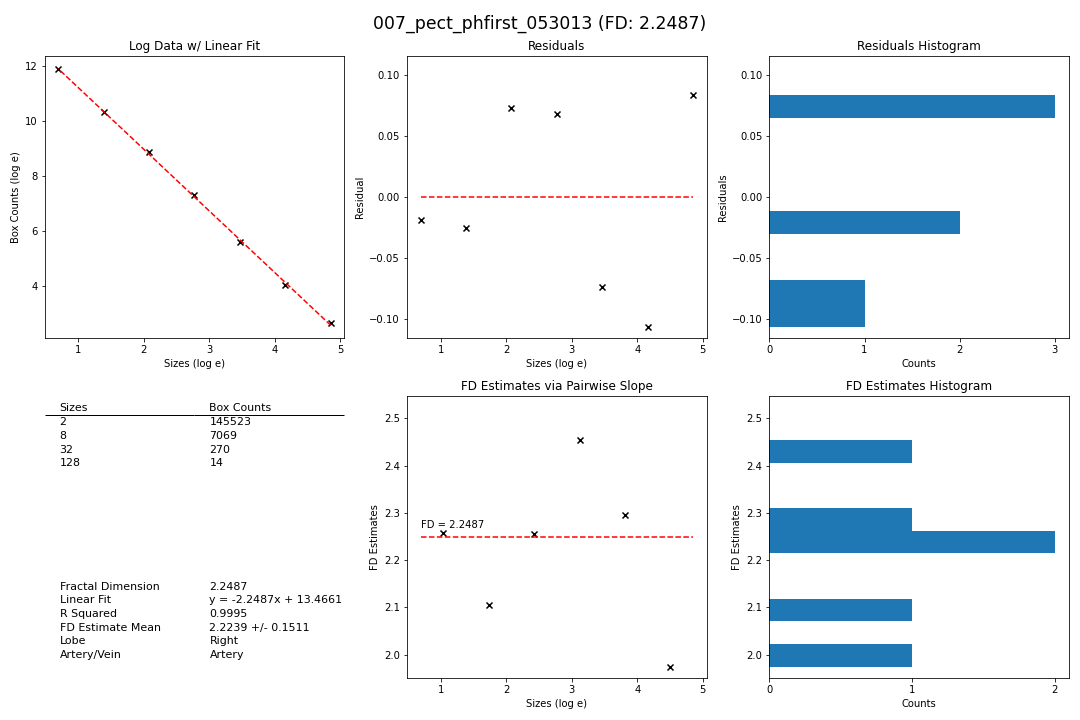 007_pect_phfirst_053013 (FD: 2.2487)
Log Data w/ Linear Fit
12
10
8
6
4
1 2 3 4 5
Box Counts (log e)
Sizes (log e)
Residuals
0.10
0.05
0.00
−0.05
−0.10
1 2 3 4 5
Residual
Sizes (log e)
Residuals Histogram
0.10
0.05
0.00
−0.05
−0.10
0 1 2 3
Residuals
Counts
Sizes Box Counts
2 145523
8 7069
32 270
128 14
Fractal Dimension 2.2487
Linear Fit y = -2.2487x + 13.4661
R Squared 0.9995
FD Estimate Mean 2.2239 +/- 0.1511
Lobe Right
Artery/Vein Artery
FD Estimates via Pairwise Slope
2.5
2.4
2.3
2.2
2.1
2.0
FD = 2.2487
1 2 3 4 5
FD Estimates
Sizes (log e)
FD Estimates Histogram
2.5
2.4
2.3
2.2
2.1
2.0
0 1 2
FD Estimates
Counts